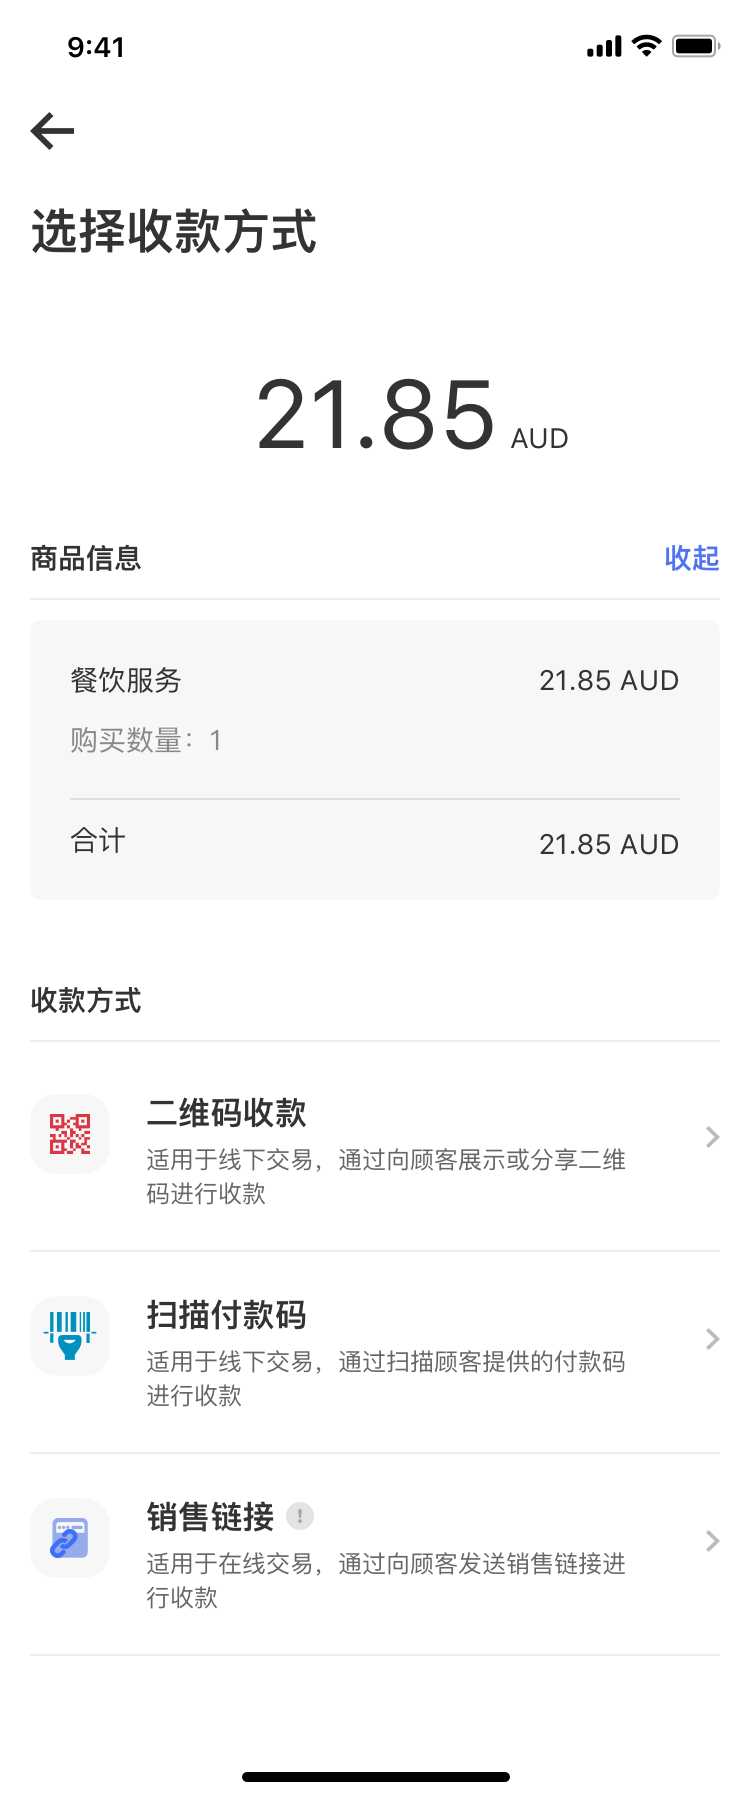 9:41
选择收款方式
21.85 AUD
商品信息 收起
餐饮服务 21.85 AUD
购买数量：1
合计 21.85 AUD
收款方式
二维码收款
适用于线下交易，通过向顾客展示或分享二维
码进行收款
扫描付款码
适用于线下交易，通过扫描顾客提供的付款码
进行收款
销售链接
适用于在线交易，通过向顾客发送销售链接进
行收款